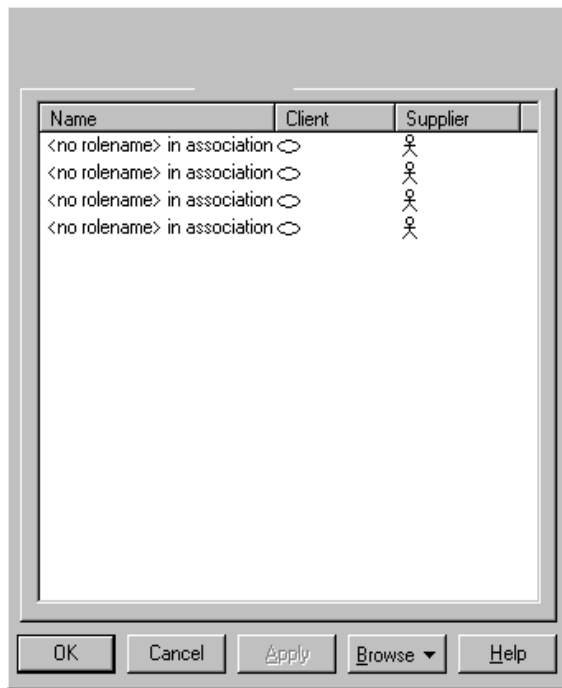 Name Client Supplier
<no rolename> in association
<no rolename> in association
<no rolename> in association
<no rolename> in association
OK Cancel Apply Browse Help